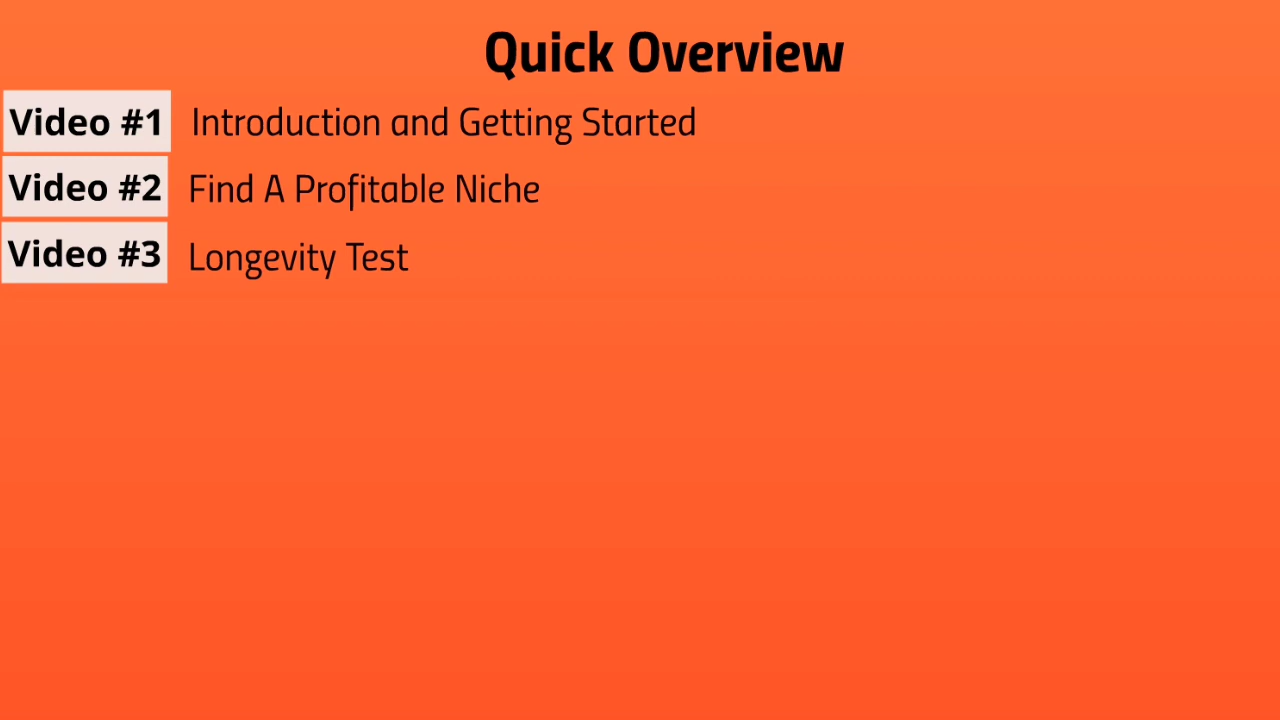 Quick Overview
Video #1 Introduction and Getting Started
Video #2 Find A Profitable Niche
Video #3 Longevity Test